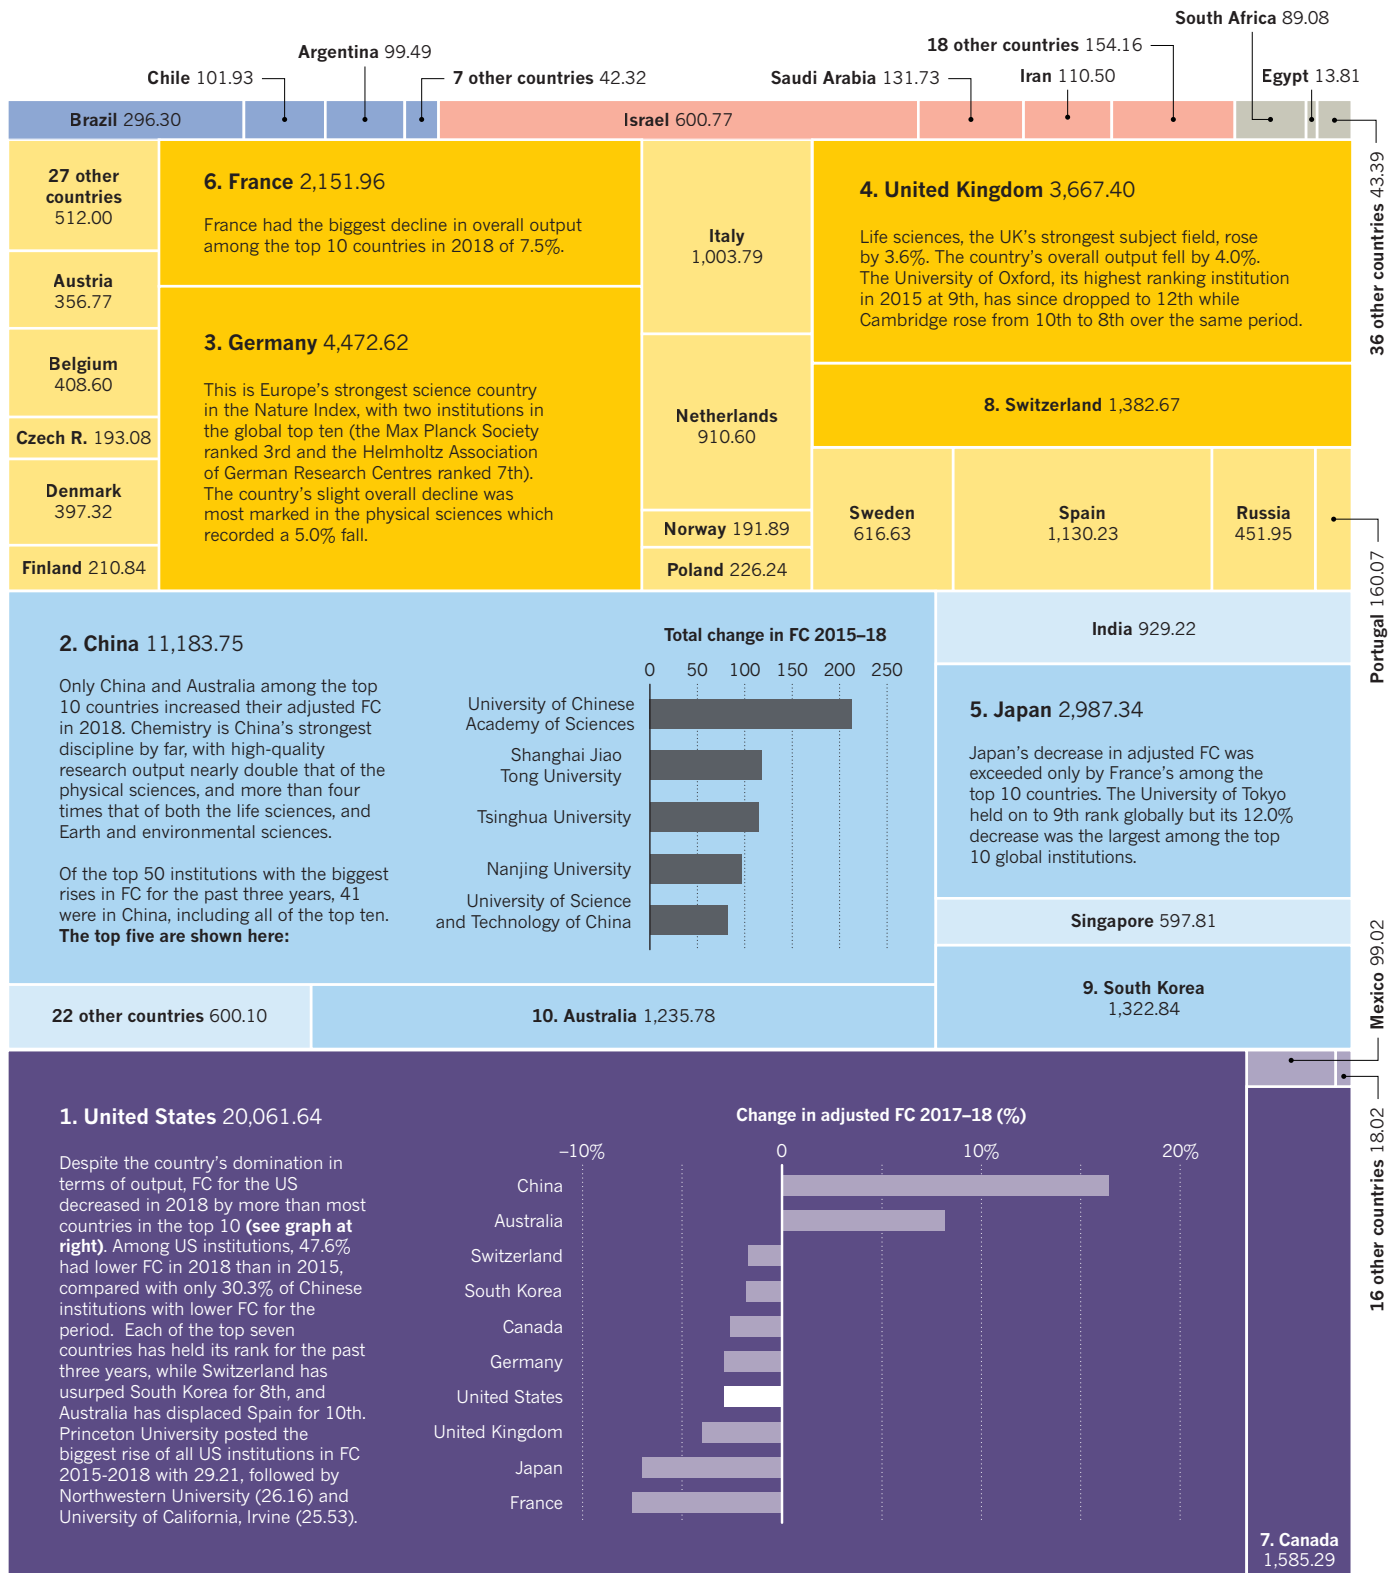 South Africa 89.08
Argentina 99.49
18 other countries 154.16
Chile 101.93
7 other countries 42.32
Saudi Arabia 131.73
Iran 110.50
Egypt 13.81
Brazil 296.30
Israel 600.77
36 other countries 43.39
27 other
countries
512.00
6. France 2,151.96
France had the biggest decline in overall output
among the top 10 countries in 2018 of 7.5%.
Italy
1,003.79
4. United Kingdom 3,667.40
Life sciences, the UK’s strongest subject field, rose
by 3.6%. The country’s overall output fell by 4.0%.
The University of Oxford, its highest ranking institution
in 2015 at 9th, has since dropped to 12th while
Cambridge rose from 10th to 8th over the same period.
Austria
356.77
Belgium
408.60
Czech R. 193.08
Denmark
397.32
Finland 210.84
3. Germany 4,472.62
This is Europe’s strongest science country
in the Nature Index, with two institutions in
the global top ten (the Max Planck Society
ranked 3rd and the Helmholtz Association
of German Research Centres ranked 7th).
The country’s slight overall decline was
most marked in the physical sciences which
recorded a 5.0% fall.
Netherlands
910.60
Norway 191.89
Poland 226.24
8. Switzerland 1,382.67
Sweden
616.63
Spain
1,130.23
Russia
451.95
Portugal 160.07
2. China 11,183.75
Only China and Australia among the top
10 countries increased their adjusted FC
in 2018. Chemistry is China’s strongest
discipline by far, with high-quality
research output nearly double that of the
physical sciences, and more than four
times that of both the life sciences, and
Earth and environmental sciences.
Of the top 50 institutions with the biggest
rises in FC for the past three years, 41
were in China, including all of the top ten.
The top five are shown here:
Total change in FC 2015–18
0 50 100 150 200 250
University of Chinese
Academy of Sciences
Shanghai Jiao
Tong University
Tsinghua University
Nanjing University
University of Science
and Technology of China
India 929.22
5. Japan 2,987.34
Japan’s decrease in adjusted FC was
exceeded only by France’s among the
top 10 countries. The University of Tokyo
held on to 9th rank globally but its 12.0%
decrease was the largest among the top
10 global institutions.
Singapore 597.81
9. South Korea
1,322.84
22 other countries 600.10
10. Australia 1,235.78
Mexico 99.02
16 other countries 18.02
1. United States 20,061.64
Despite the country’s domination in
terms of output, FC for the US
decreased in 2018 by more than most
countries in the top 10 (see graph at
right). Among US institutions, 47.6%
had lower FC in 2018 than in 2015,
compared with only 30.3% of Chinese
institutions with lower FC for the
period. Each of the top seven
countries has held its rank for the past
three years, while Switzerland has
usurped South Korea for 8th, and
Australia has displaced Spain for 10th.
Princeton University posted the
biggest rise of all US institutions in FC
2015-2018 with 29.21, followed by
Northwestern University (26.16) and
University of California, Irvine (25.53).
Change in adjusted FC 2017–18 (%)
–10% 0 10% 20%
China
Australia
Switzerland
South Korea
Canada
Germany
United States
United Kingdom
Japan
France
7. Canada
1,585.29